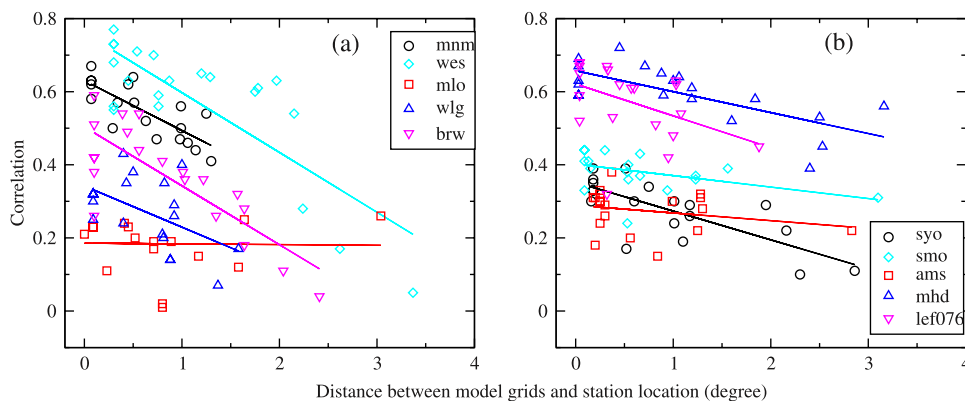 (a)
(b)
mnm
wes
mlo
wlg
brw
syo
smo
ams
mhd
lef076
0.8
0.6
0.4
0.2
0
0.8
0.6
0.4
0.2
0
Correlation
0 1 2 3 4
0 1 2 3 4
Distance between model grids and station location (degree)